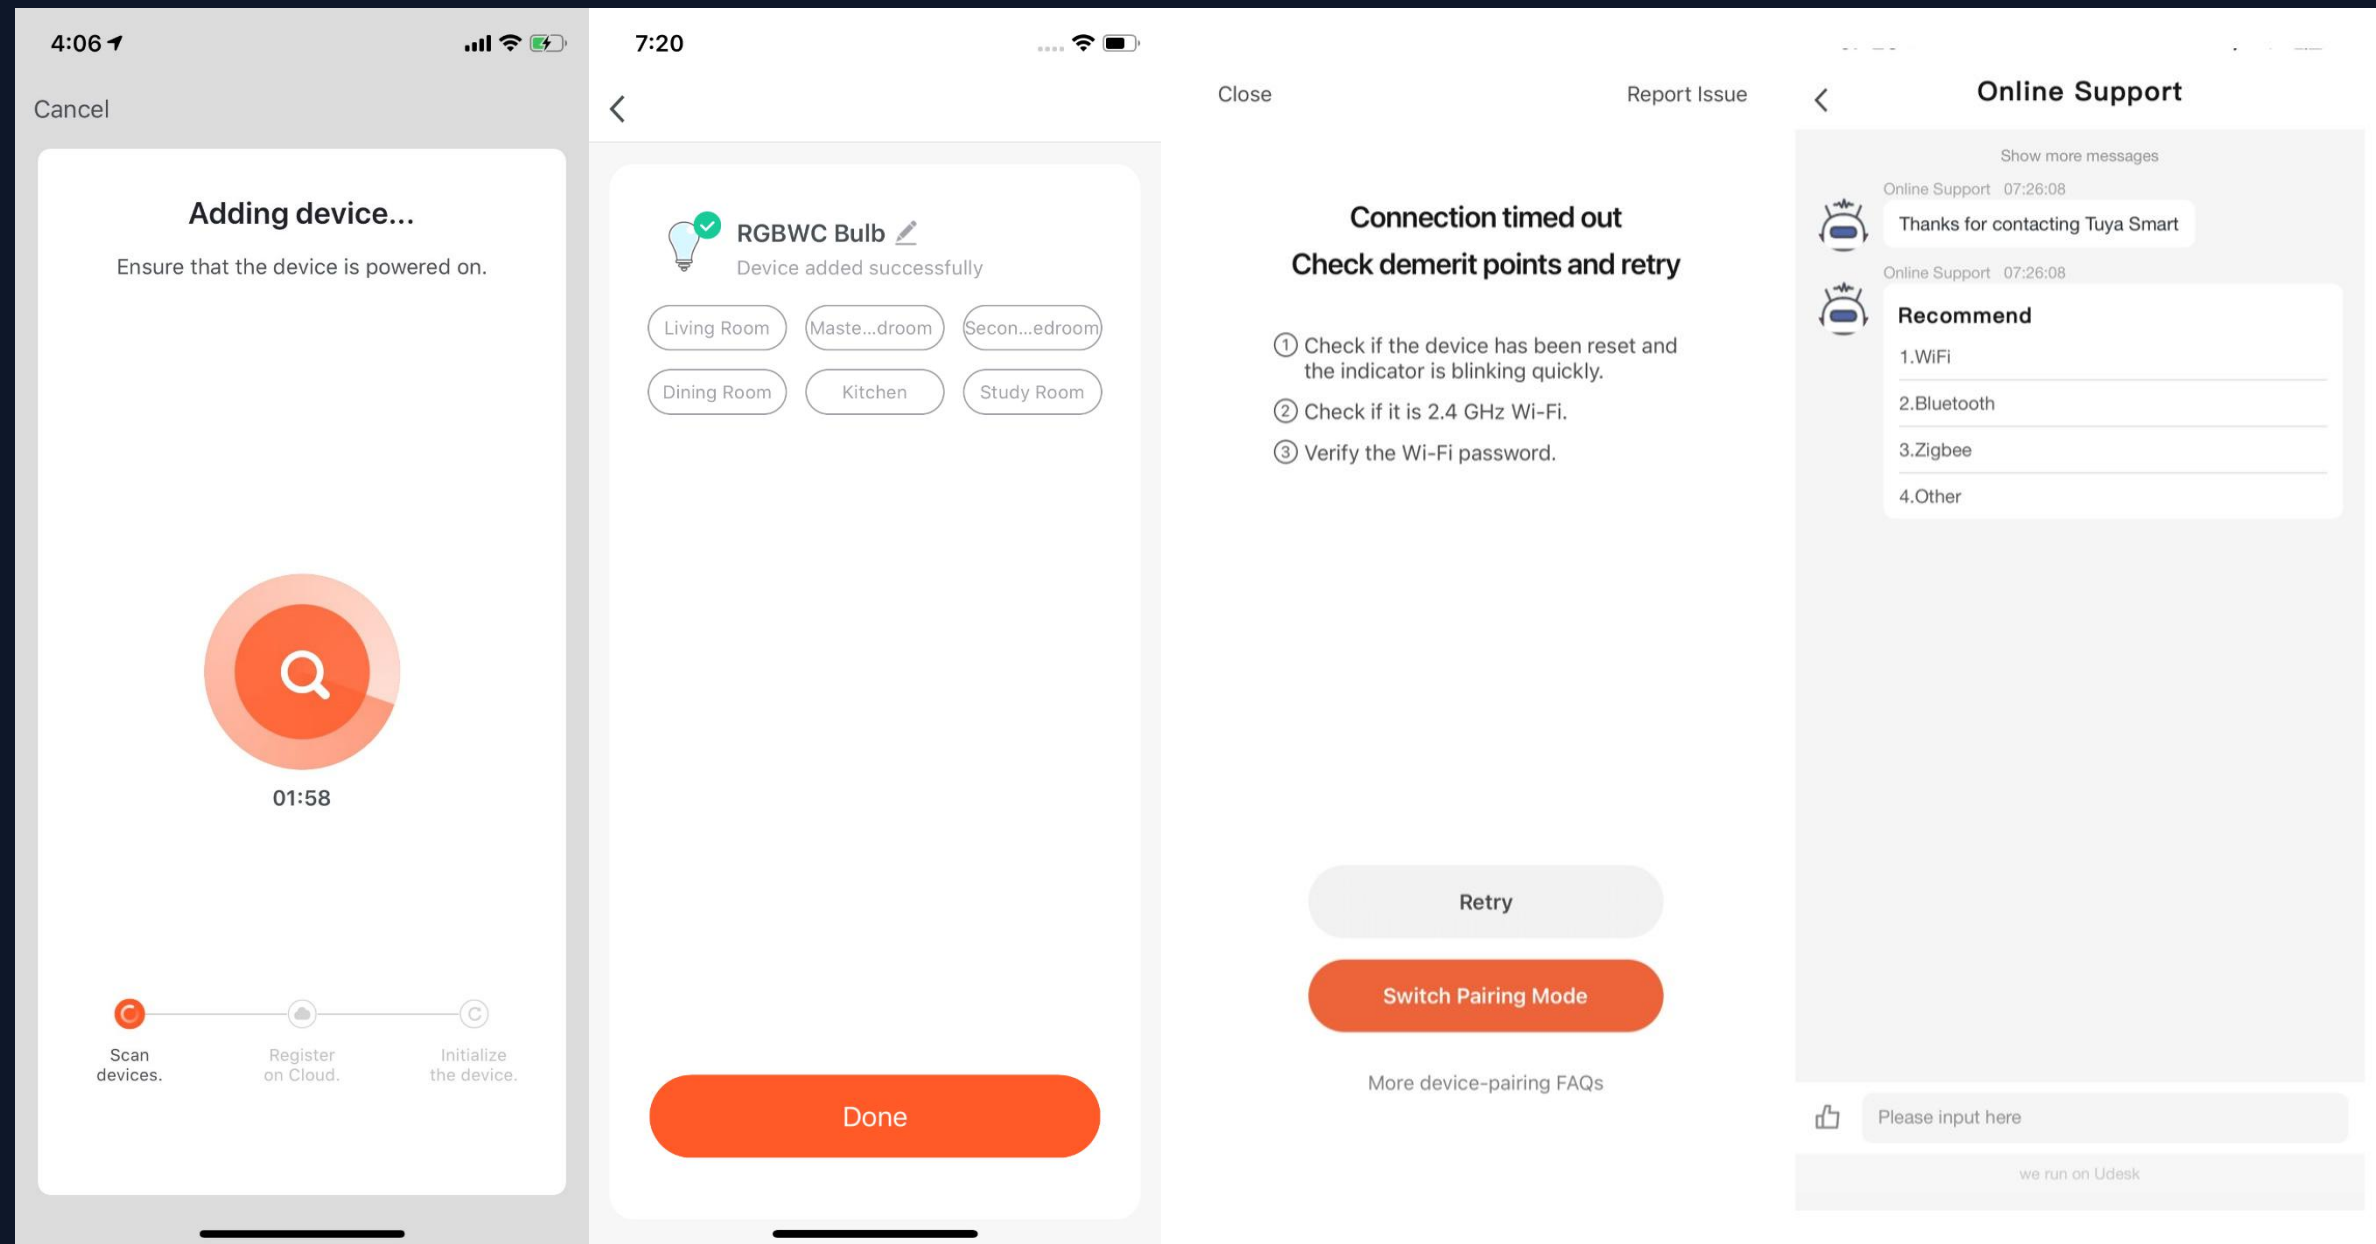 4:06
Cancel
Adding device...
Ensure that the device is powered on.
01:58
Scan
devices.
Register
on Cloud.
Initialize
the device.
7:20
RGBWC Bulb
Device added successfully
Living Room
Maste...droom
Secon...edroom
Dining Room
Kitchen
Study Room
Done
Close
Report Issue
Connection timed out
Check demerit points and retry
1 Check if the device has been reset and
the indicator is blinking quickly.
2 Check if it is 2.4 GHz Wi-Fi.
3 Verify the Wi-Fi password.
Retry
Switch Pairing Mode
More device-pairing FAQs
Online Support
Show more messages
Online Support 07:26:08
Thanks for contacting Tuya Smart
Online Support 07:26:08
Recommend
1.WiFi
2.Bluetooth
3.Zigbee
4.Other
Please input here
we run on Udesk